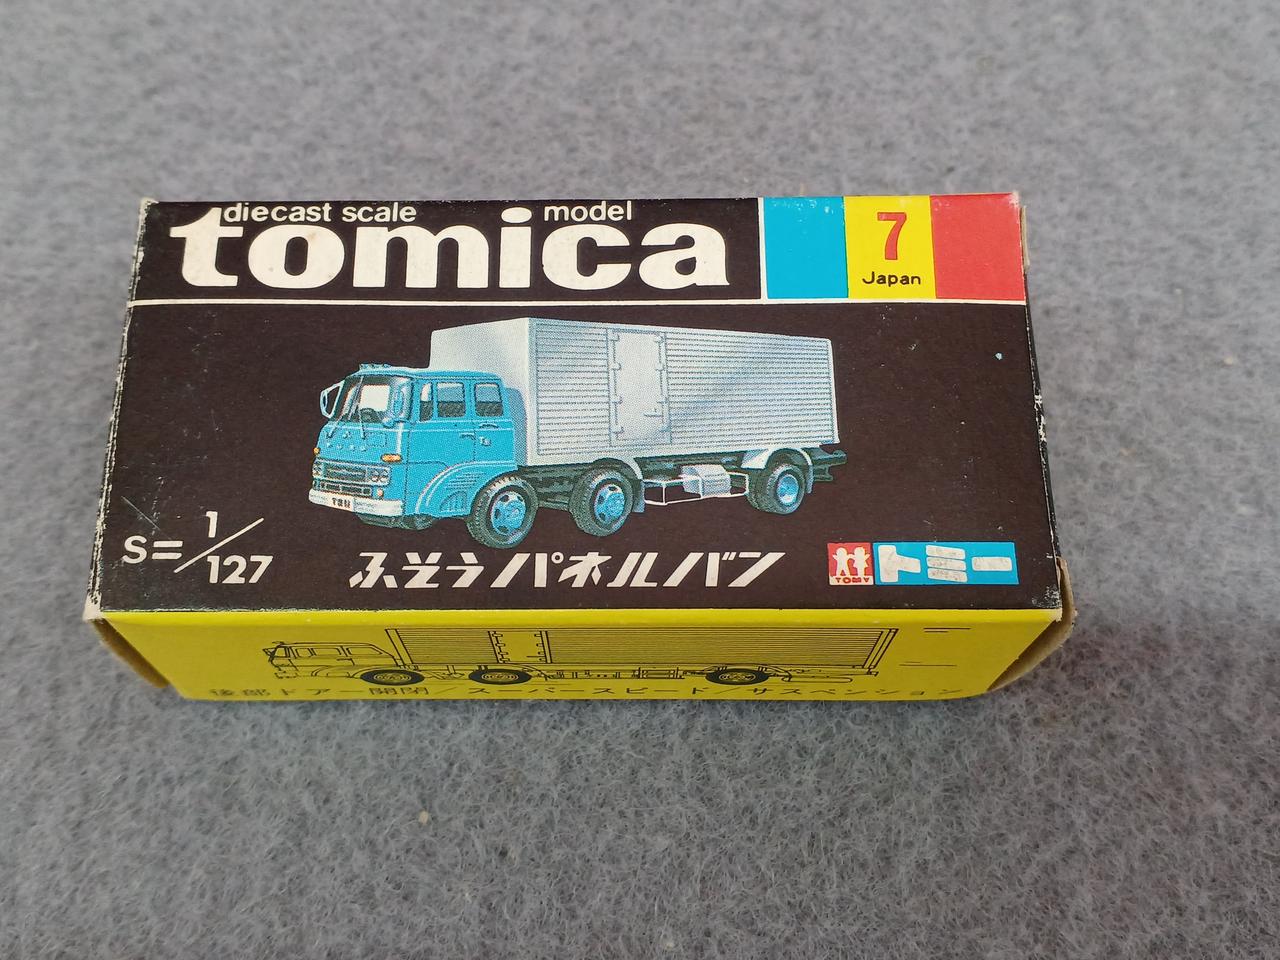 diecast scale model
tomica
7
Japan
S=1/127
ふそうパネルバン
TOMY
トミー
後部ドアー開閉/スーパースピード/サスペンション